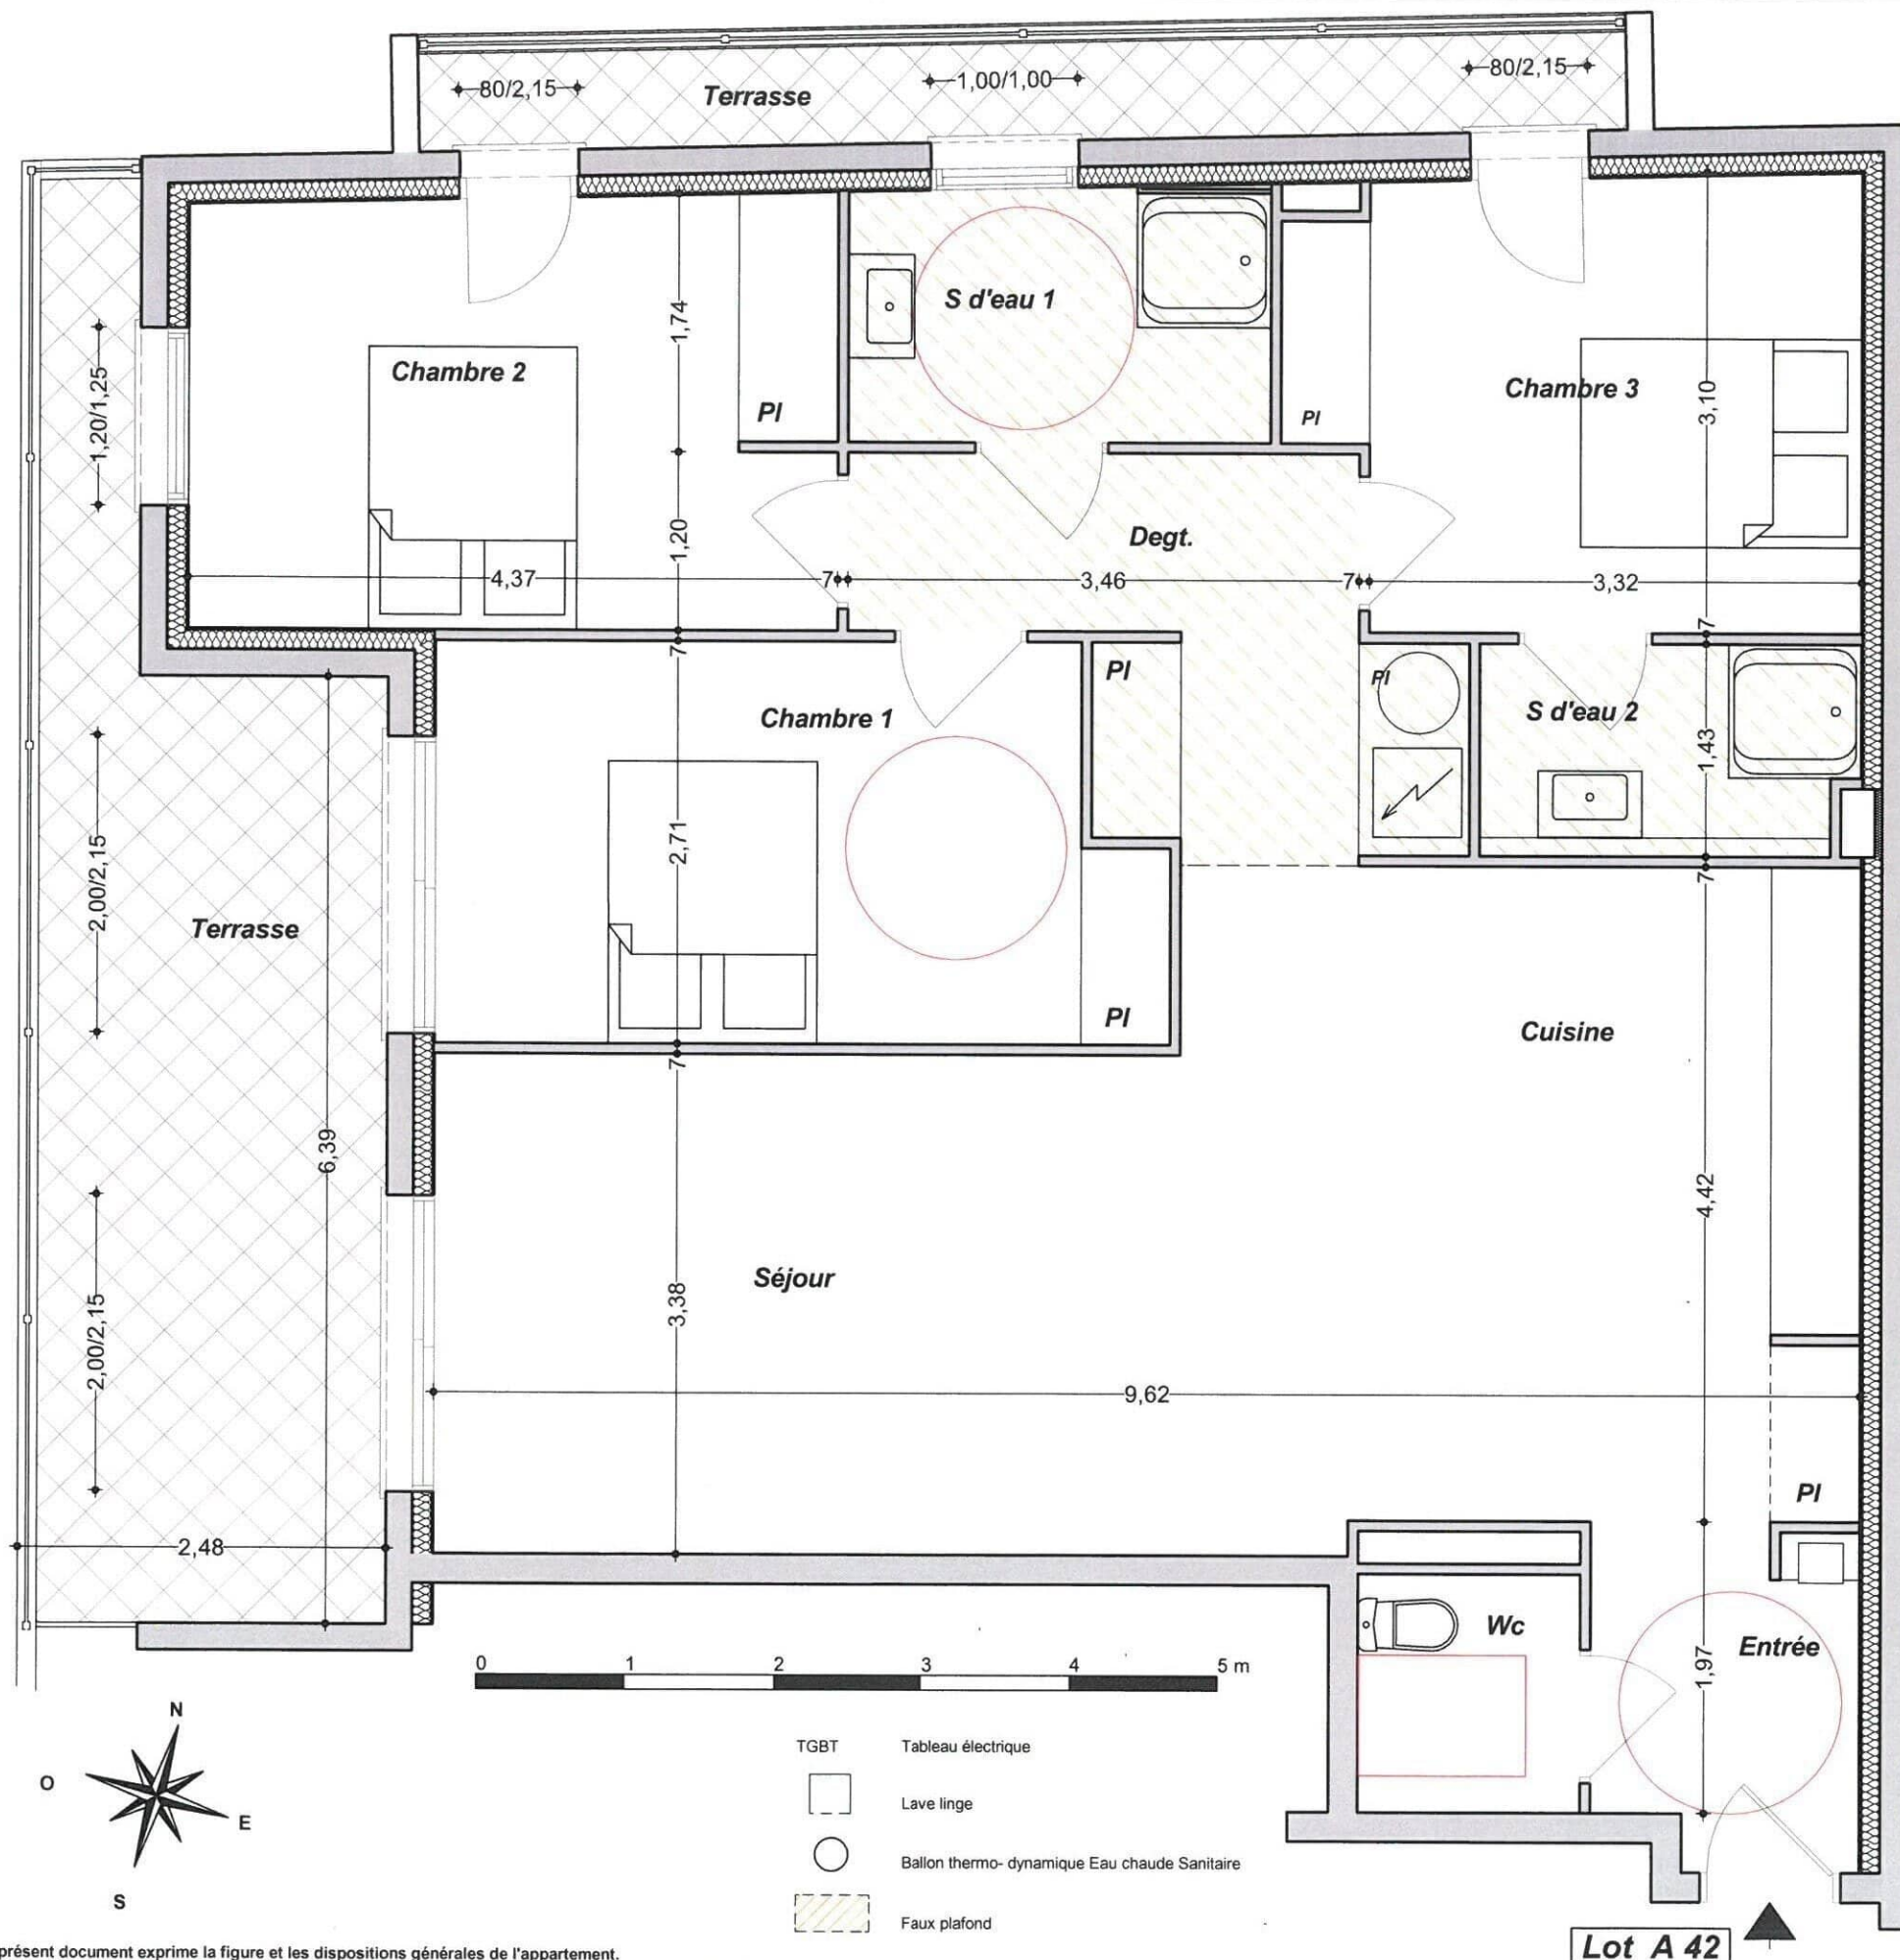 80/2,15
Terrasse
1,00/1,00
80/2,15
1,20/1,25
Chambre 2
1,74
Pl
S d'eau 1
Pl
Chambre 3
3,10
1,20
Degt.
4,37
7
3,46
7
3,32
7
7
Pl
Pl
Chambre 1
S d'eau 2
1,43
2,00/2,15
2,71
7
Terrasse
Pl
Cuisine
7
6,39
4,42
Séjour
3,38
2,00/2,15
9,62
Pl
2,48
Wc
Entrée
1,97
0 1 2 3 4 5 m
N
O
E
S
TGBT Tableau électrique
Lave linge
Ballon thermo- dynamique Eau chaude Sanitaire
Faux plafond
Lot A 42
présent document exprime la figure et les dispositions générales de l'appartement.